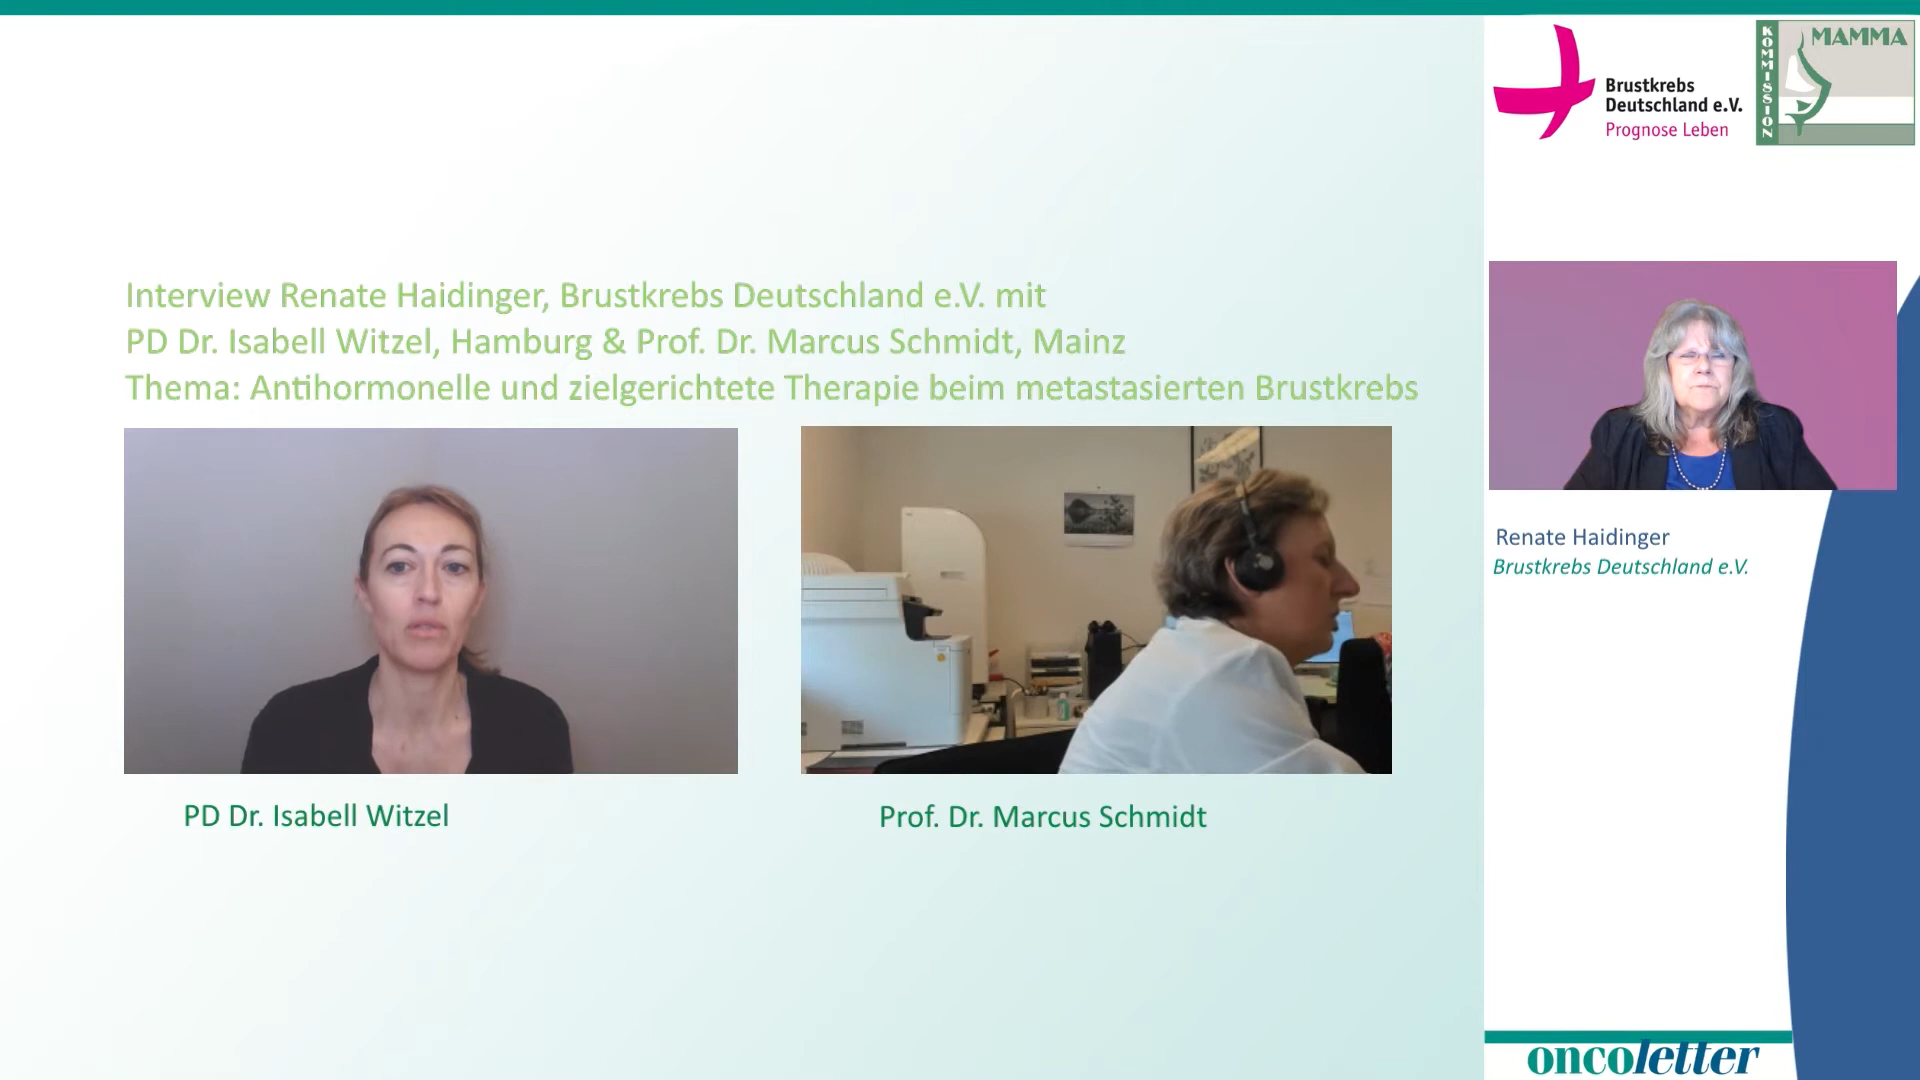 Interview Renate Haidinger, Brustkrebs Deutschland e.V. mit
PD Dr. Isabell Witzel, Hamburg & Prof. Dr. Marcus Schmidt, Mainz
Thema: Antihormonelle und zielgerichtete Therapie beim metastasierten Brustkrebs
PD Dr. Isabell Witzel
Prof. Dr. Marcus Schmidt
Brustkrebs
Deutschland e.V.
Prognose Leben
KOMMISSION
MAMMA
Renate Haidinger
Brustkrebs Deutschland e.V.
oncoletter